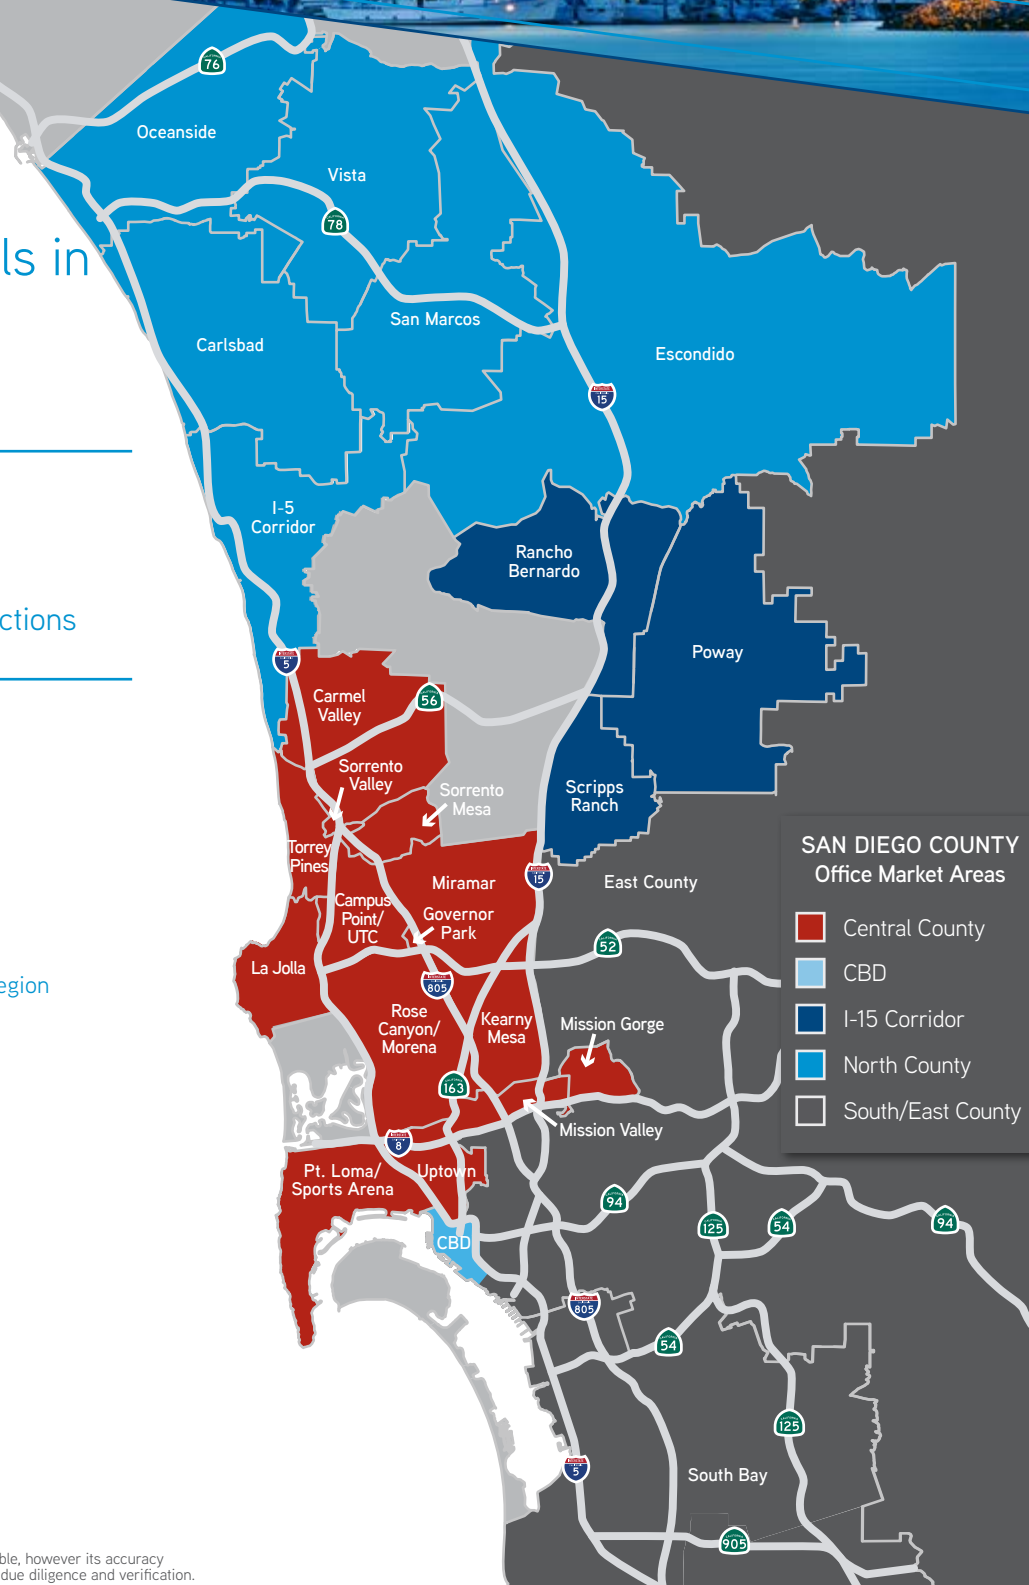 76
Oceanside
Vista
78
ls in
San Marcos
Carlsbad
Escondido
15
I-5
Corridor
Rancho
Bernardo
ctions
Poway
5
Carmel
Valley
56
Sorrento
Valley
Sorrento
Mesa
Scripps
Ranch
Torrey
Pines
Miramar
15
East County
Campus
Point/
UTC
Governor
Park
52
La Jolla
805
egion
Rose
Canyon/
Morena
Kearny
Mesa
Mission Gorge
163
Mission Valley
8
Pt. Loma/
Sports Arena
Uptown
CBD
94
125
54
94
805
54
125
5
South Bay
905
SAN DIEGO COUNTY
Office Market Areas
Central County
CBD
I-15 Corridor
North County
South/East County
ble, however its accuracy
due diligence and verification.